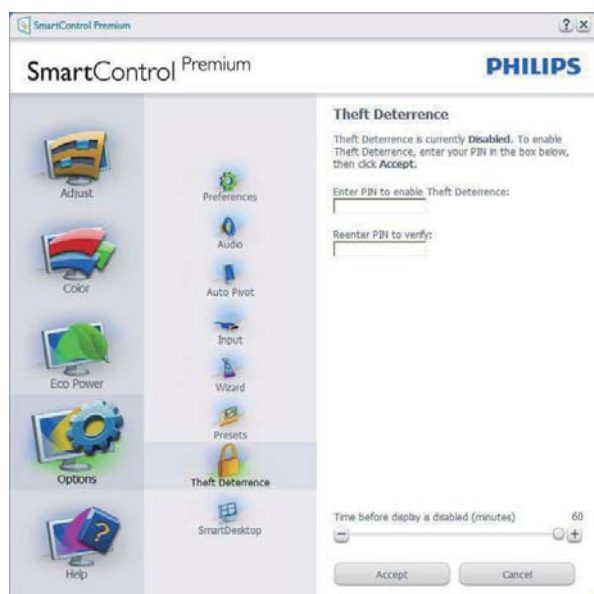 SmartControl Premium
? x
SmartControl Premium
PHILIPS
Adjust
Color
Eco Power
Options
Help
Preferences
Audio
Auto Pivot
Input
Wizard
Presets
Theft Deterrence
SmartDesktop
Theft Deterrence
Theft Deterrence is currently Disabled. To enable
Theft Deterrence, enter your PIN in the box below,
then click Accept.
Enter PIN to enable Theft Deterrence:
Reenter PIN to verify:
Time before display is disabled (minutes) 60
- +
Accept Cancel